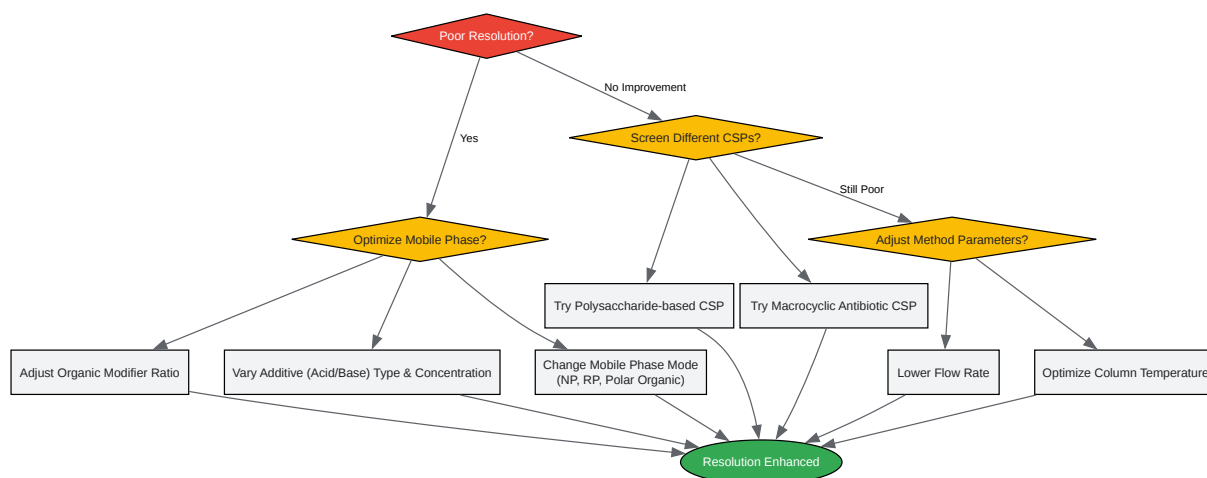 Poor Resolution?
No Improvement
Screen Different CSPs?
Yes
Still Poor
Optimize Mobile Phase?
Adjust Method Parameters?
Try Polysaccharide-based CSP
Try Macrocyclic Antibiotic CSP
Adjust Organic Modifier Ratio
Vary Additive (Acid/Base) Type & Concentration
Change Mobile Phase Mode
(NP, RP, Polar Organic)
Lower Flow Rate
Optimize Column Temperature
Resolution Enhanced